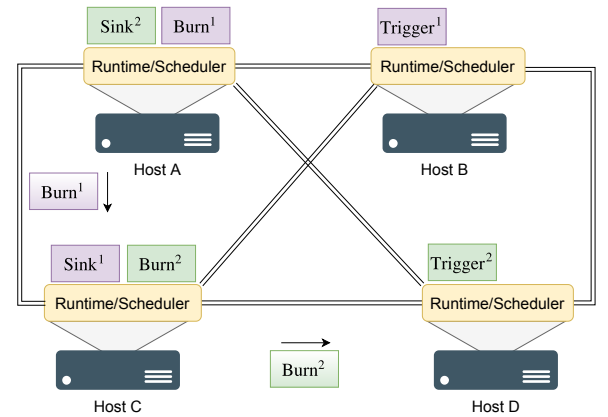 Sink²
Burn¹
Trigger¹
Runtime/Scheduler
Runtime/Scheduler
Host A
Host B
Burn¹
Sink¹
Burn²
Trigger²
Runtime/Scheduler
Runtime/Scheduler
Burn²
Host C
Host D